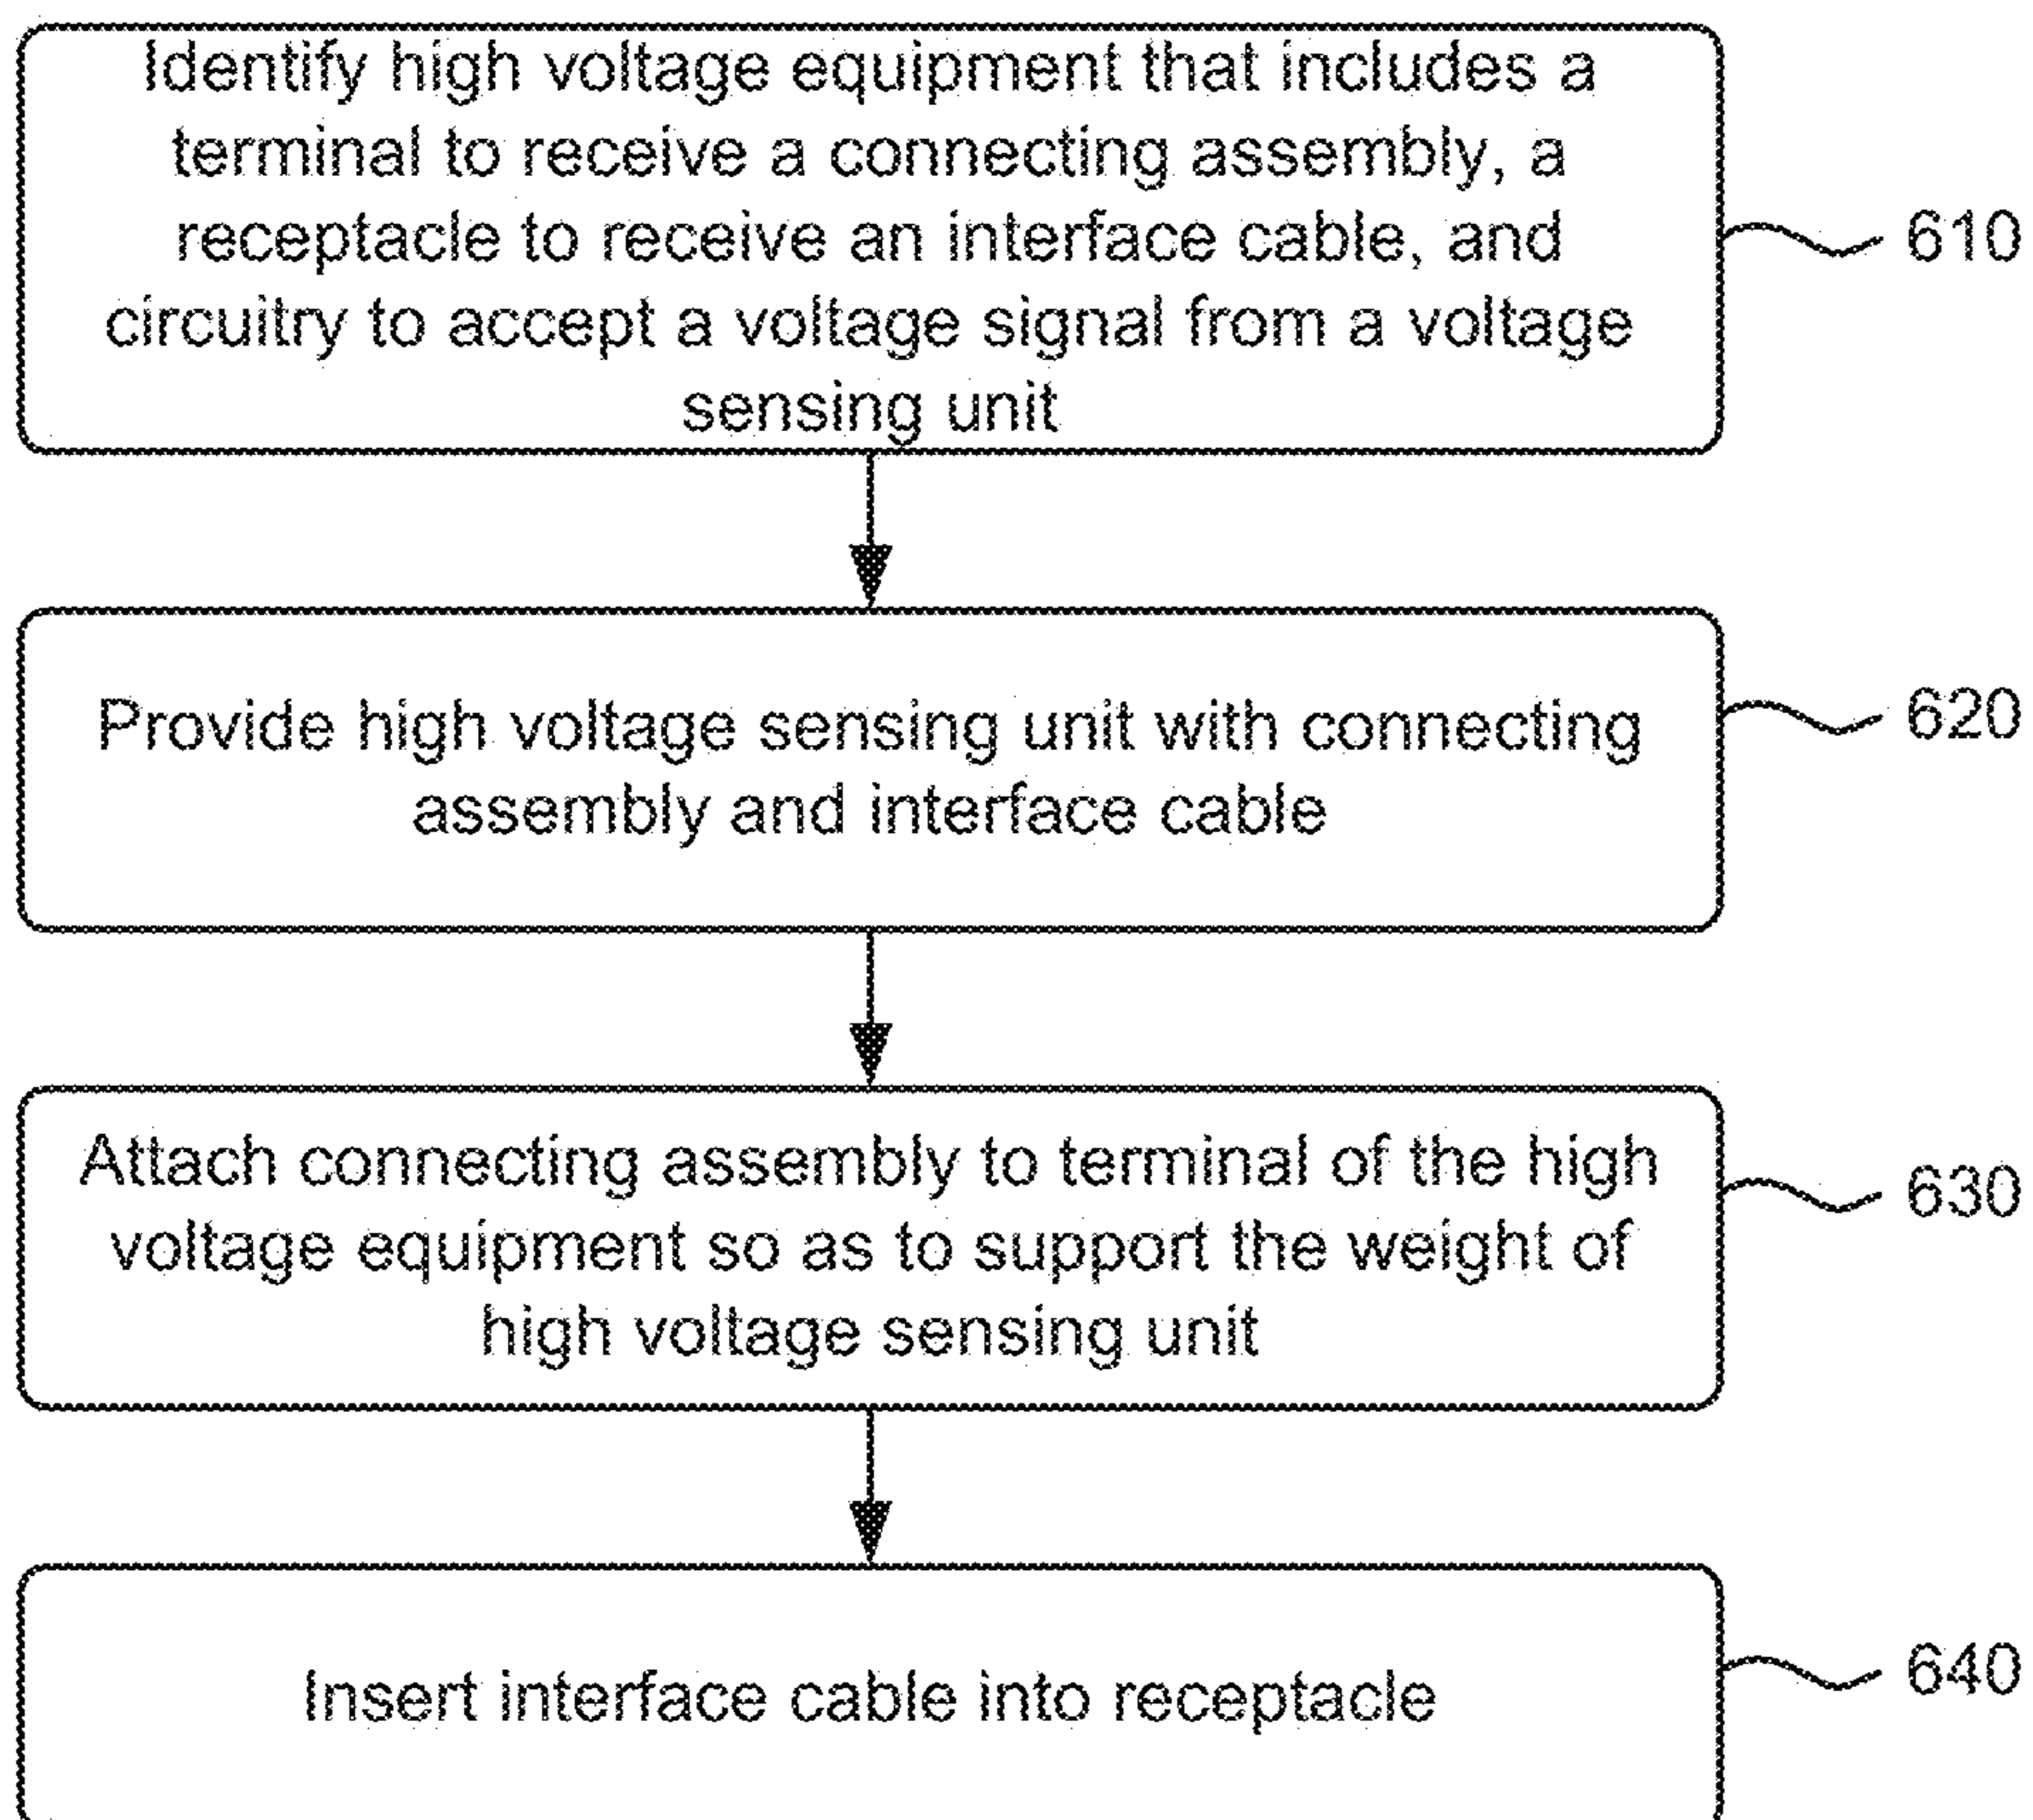 Identify high voltage equipment that includes a
terminal to receive a connecting assembly, a
receptacle to receive an interface cable, and
circuitry to accept a voltage signal from a voltage
sensing unit
610
Provide high voltage sensing unit with connecting
assembly and interface cable
620
Attach connecting assembly to terminal of the high
voltage equipment so as to support the weight of
high voltage sensing unit
630
Insert interface cable into receptacle
640